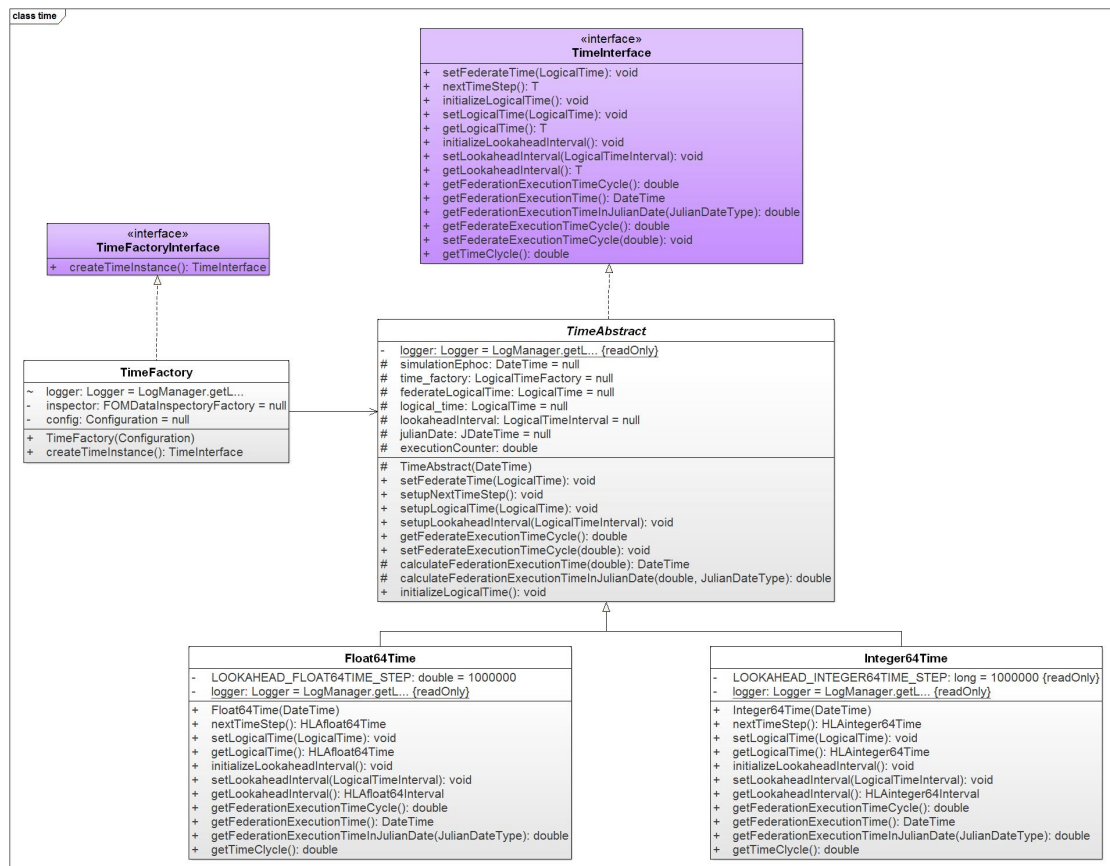 class time
«interface»
TimeInterface
+ setFederateTime(LogicalTime): void
+ nextTimeStep(): T
+ initializeLogicalTime(): void
+ setLogicalTime(LogicalTime): void
+ getLogicalTime(): T
+ initializeLookaheadInterval(): void
+ setLookaheadInterval(LogicalTimeInterval): void
+ getLookaheadInterval(): T
+ getFederationExecutionTimeCycle(): double
+ getFederationExecutionTime(): DateTime
+ getFederationExecutionTimeInJulianDate(JulianDateType): double
+ getFederateExecutionTimeCycle(): double
+ setFederateExecutionTimeCycle(double): void
+ getTimeClycle(): double
«interface»
TimeFactoryInterface
+ createTimeInstance(): TimeInterface
TimeFactory
~ logger: Logger = LogManager.getL...
- inspector: FOMDataInspectoryFactory = null
- config: Configuration = null
+ TimeFactory(Configuration)
+ createTimeInstance(): TimeInterface
TimeAbstract
- logger: Logger = LogManager.getL... {readOnly}
# simulationEphoc: DateTime = null
# time_factory: LogicalTimeFactory = null
# federateLogicalTime: LogicalTime = null
# logical_time: LogicalTime = null
# lookaheadInterval: LogicalTimeInterval = null
# julianDate: JDateTime = null
# executionCounter: double
# TimeAbstract(DateTime)
+ setFederateTime(LogicalTime): void
+ setupNextTimeStep(): void
+ setupLogicalTime(LogicalTime): void
+ setupLookaheadInterval(LogicalTimeInterval): void
+ getFederateExecutionTimeCycle(): double
+ setFederateExecutionTimeCycle(double): void
# calculateFederationExecutionTime(double): DateTime
# calculateFederationExecutionTimeInJulianDate(double, JulianDateType): double
+ initializeLogicalTime(): void
Float64Time
- LOOKAHEAD_FLOAT64TIME_STEP: double = 1000000
- logger: Logger = LogManager.getL... {readOnly}
+ Float64Time(DateTime)
+ nextTimeStep(): HLAfloat64Time
+ setLogicalTime(LogicalTime): void
+ getLogicalTime(): HLAfloat64Time
+ initializeLookaheadInterval(): void
+ setLookaheadInterval(LogicalTimeInterval): void
+ getLookaheadInterval(): HLAfloat64Interval
+ getFederationExecutionTimeCycle(): double
+ getFederationExecutionTime(): DateTime
+ getFederationExecutionTimeInJulianDate(JulianDateType): double
+ getTimeClycle(): double
Integer64Time
- LOOKAHEAD_INTEGER64TIME_STEP: long = 1000000 {readOnly}
- logger: Logger = LogManager.getL... {readOnly}
+ Integer64Time(DateTime)
+ nextTimeStep(): HLAinteger64Time
+ setLogicalTime(LogicalTime): void
+ getLogicalTime(): HLAinteger64Time
+ initializeLookaheadInterval(): void
+ setLookaheadInterval(LogicalTimeInterval): void
+ getLookaheadInterval(): HLAinteger64Interval
+ getFederationExecutionTimeCycle(): double
+ getFederationExecutionTime(): DateTime
+ getFederationExecutionTimeInJulianDate(JulianDateType): double
+ getTimeClycle(): double